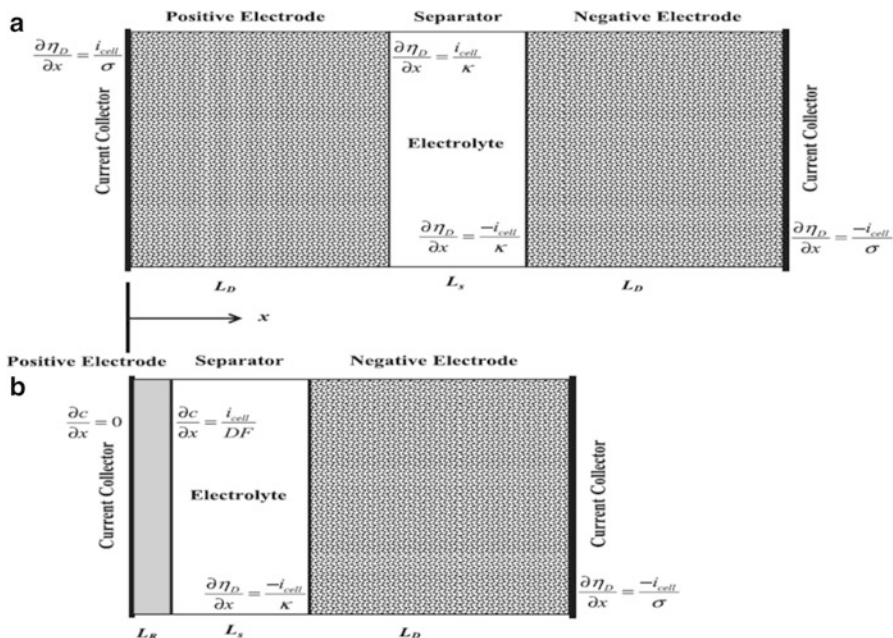 a
Positive Electrode Separator Negative Electrode
∂η_D/∂x = i_cell/σ
∂η_D/∂x = i_cell/κ
Current Collector
Electrolyte
Current Collector
∂η_D/∂x = -i_cell/κ
∂η_D/∂x = -i_cell/σ
L_D L_s L_D
x
Positive Electrode Separator Negative Electrode
b
∂c/∂x = 0
∂c/∂x = i_cell/DF
Current Collector
Electrolyte
Current Collector
∂η_D/∂x = -i_cell/κ
∂η_D/∂x = -i_cell/σ
L_B L_s L_D